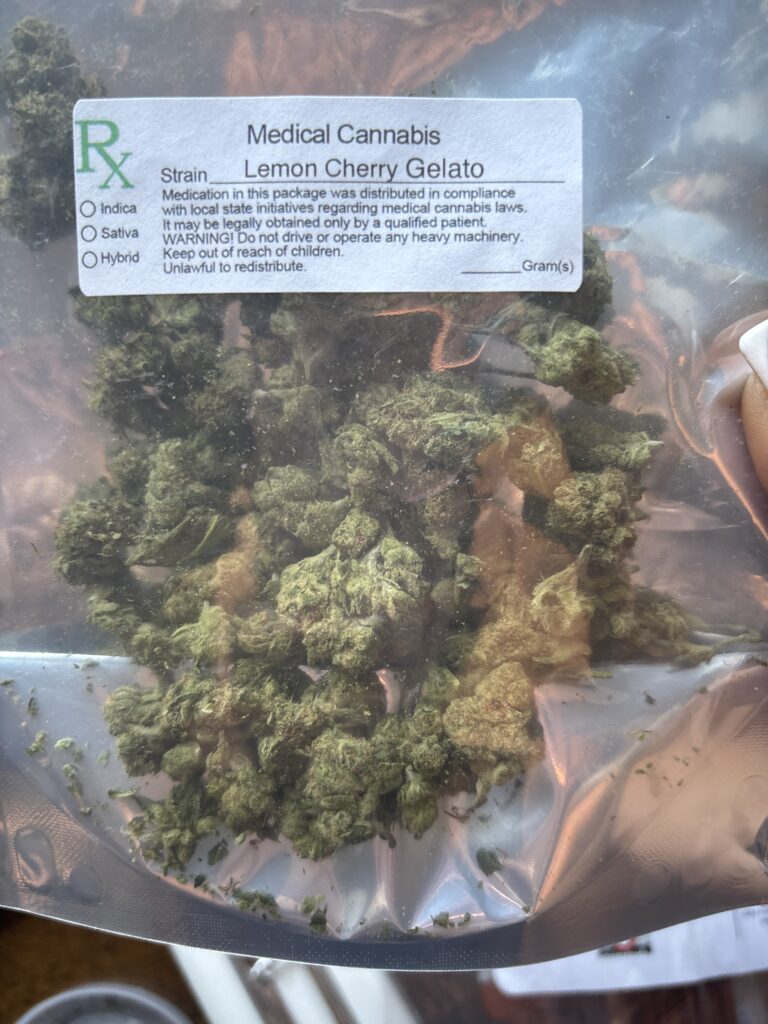 Rx
Medical Cannabis
Strain Lemon Cherry Gelato
Medication in this package was distributed in compliance
with local state initiatives regarding medical cannabis laws.
It may be legally obtained only by a qualified patient.
WARNING! Do not drive or operate any heavy machinery.
Keep out of reach of children.
Unlawful to redistribute.
Indica
Sativa
Hybrid
Gram(s)